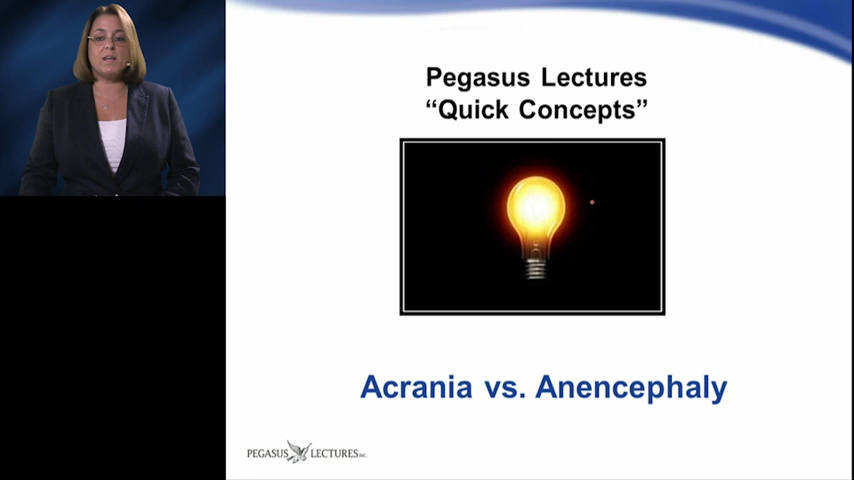 Pegasus Lectures
“Quick Concepts”
Acrania vs. Anencephaly
PEGASUS LECTURES INC.